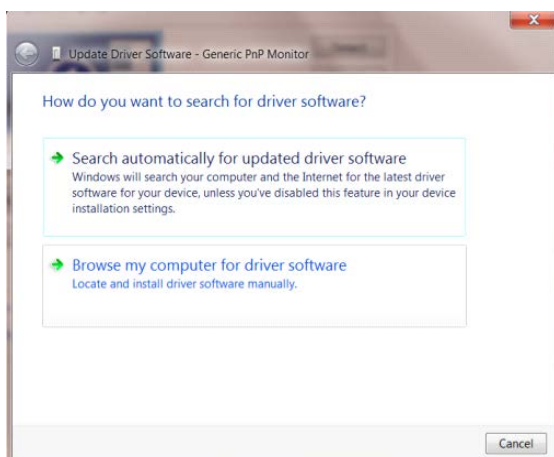 Update Driver Software - Generic PnP Monitor
How do you want to search for driver software?
Search automatically for updated driver software
Windows will search your computer and the Internet for the latest driver
software for your device, unless you've disabled this feature in your device
installation settings.
Browse my computer for driver software
Locate and install driver software manually.
Cancel